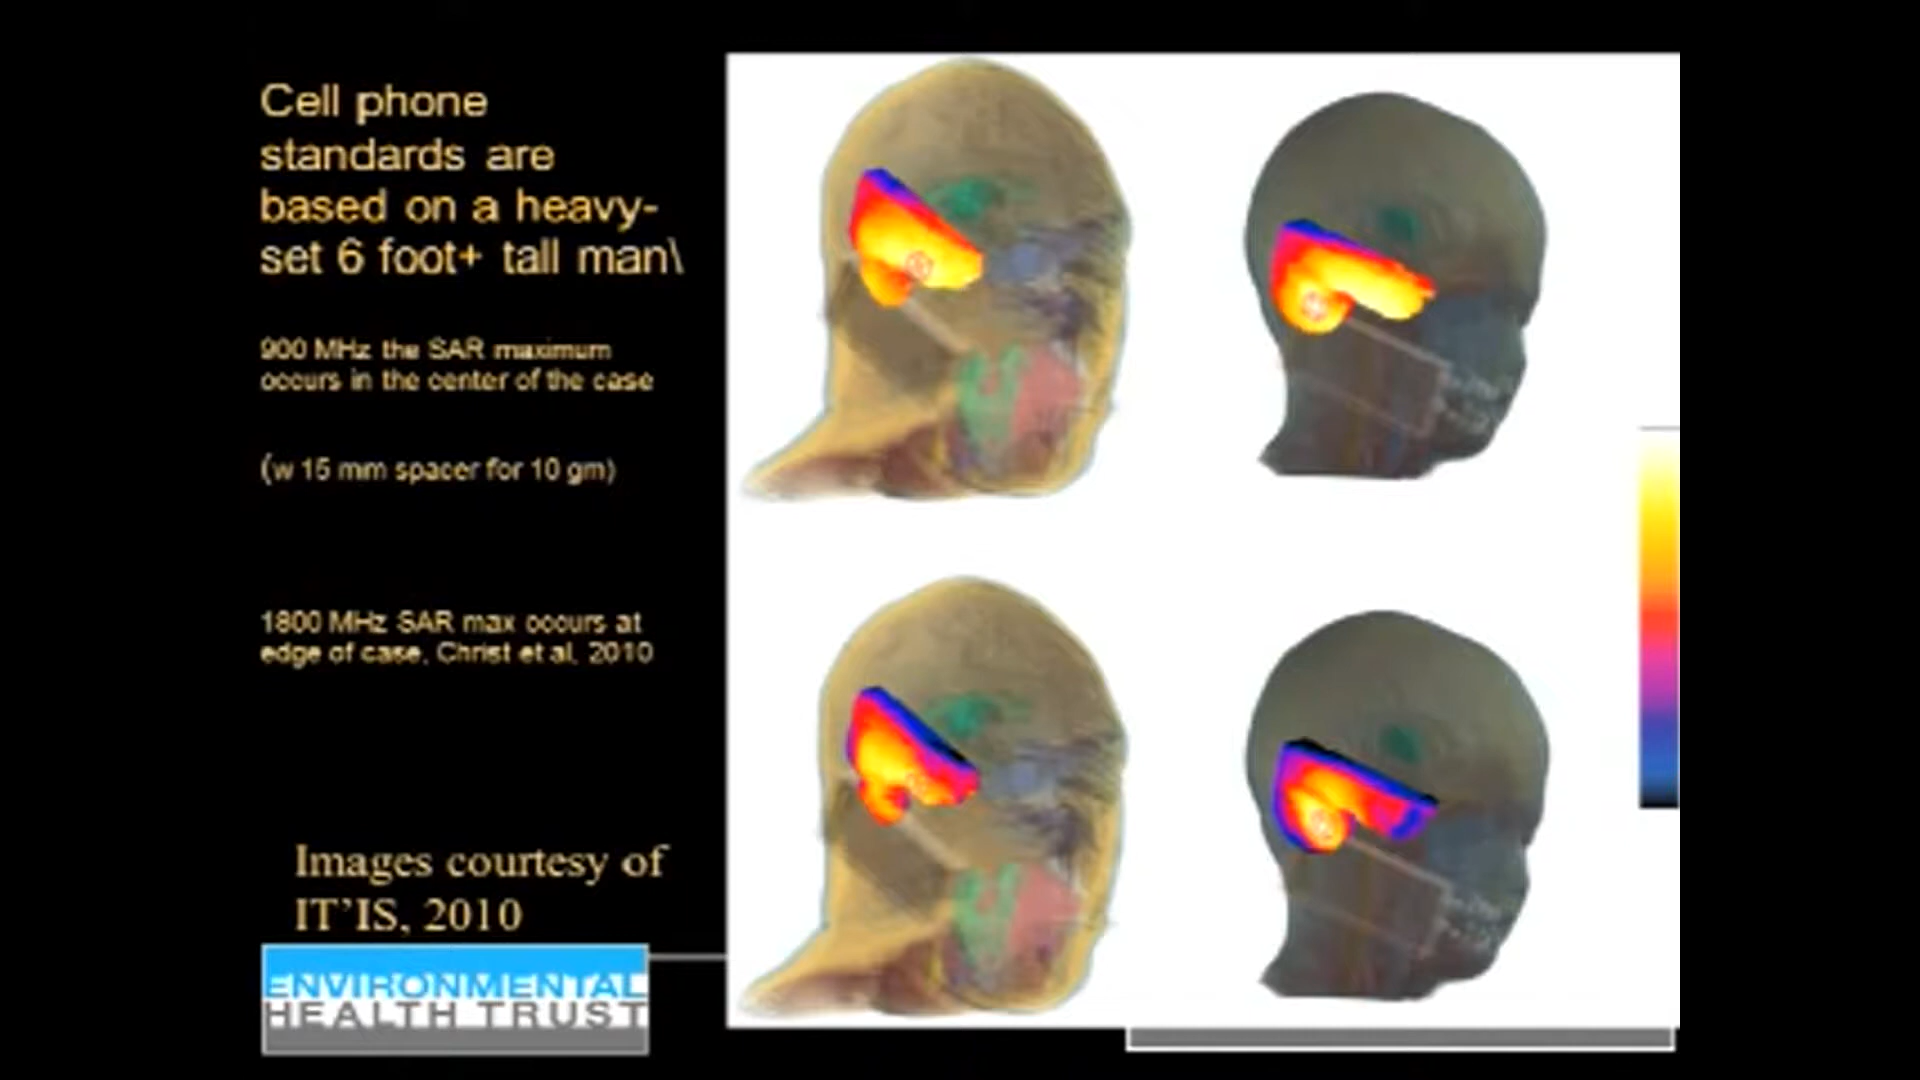 Cell phone
standards are
based on a heavy-
set 6 foot+ tall man\
900 MHz the SAR maximum
occurs in the center of the case
(w 15 mm spacer for 10 gm)
1800 MHz SAR max occurs at
edge of case, Christ et al, 2010
Images courtesy of
IT'IS, 2010
ENVIRONMENTAL
HEALTH TRUST